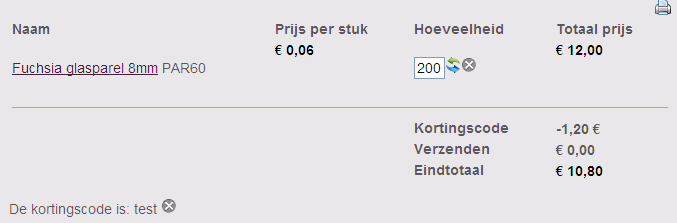 Naam Prijs per stuk Hoeveelheid Totaal prijs
€ 0,06 € 12,00
Fuchsia glasparel 8mm PAR60 200
Kortingscode -1,20 €
Verzenden € 0,00
Eindtotaal € 10,80
De kortingscode is: test